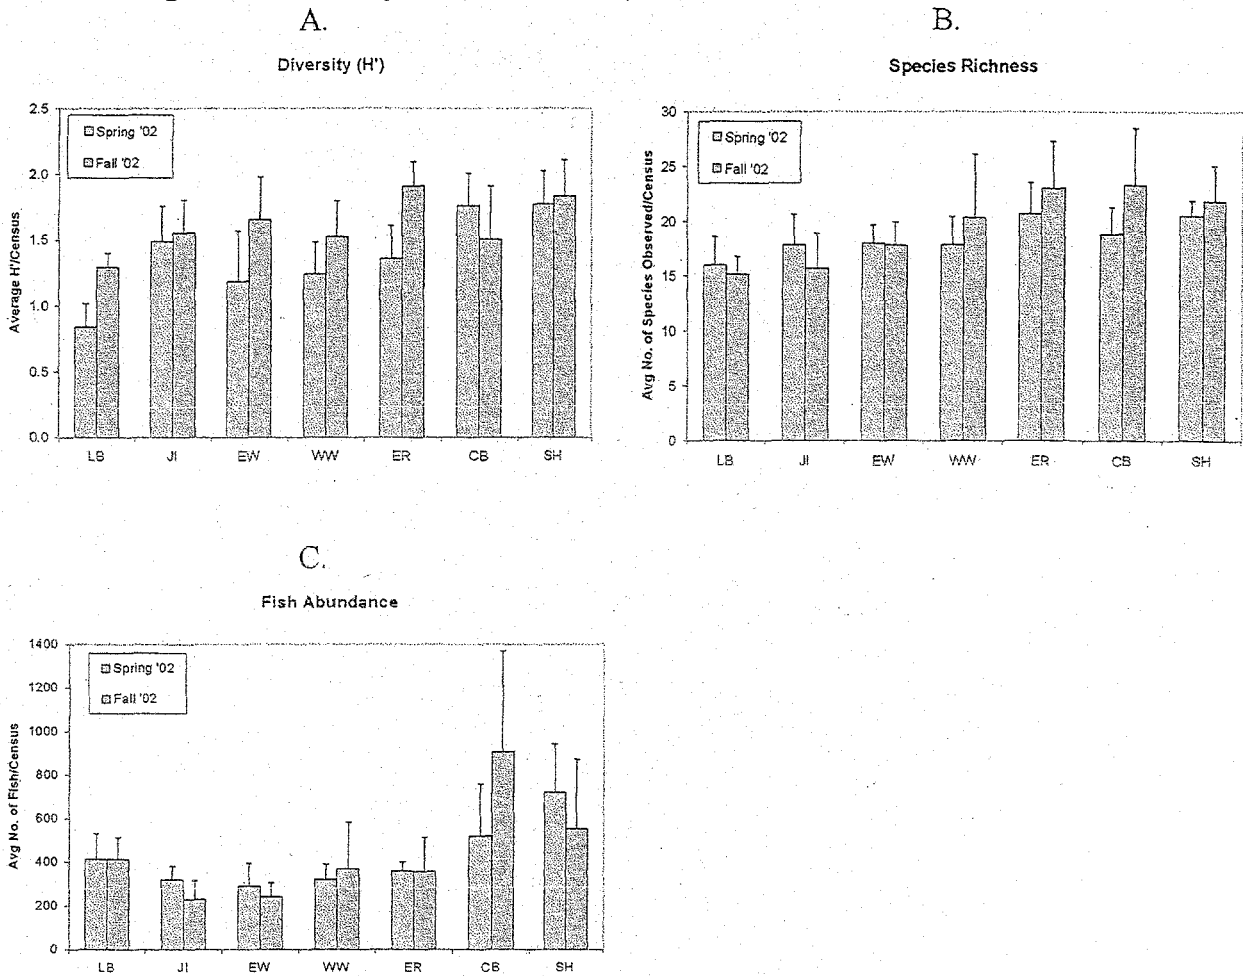 A.
Diversity (H')
Average H'/Census
2.5
2.0
1.5
1.0
0.5
0.0
Spring '02
Fall '02
LB JI EW WW ER CB SH
B.
Species Richness
Avg No. of Species Observed/Census
30
25
20
15
10
5
0
Spring '02
Fall '02
LB JI EW WW ER CB SH
C.
Fish Abundance
Avg No. of Fish/Census
1400
1200
1000
800
600
400
200
0
Spring '02
Fall '02
LB JI EW WW ER CB SH